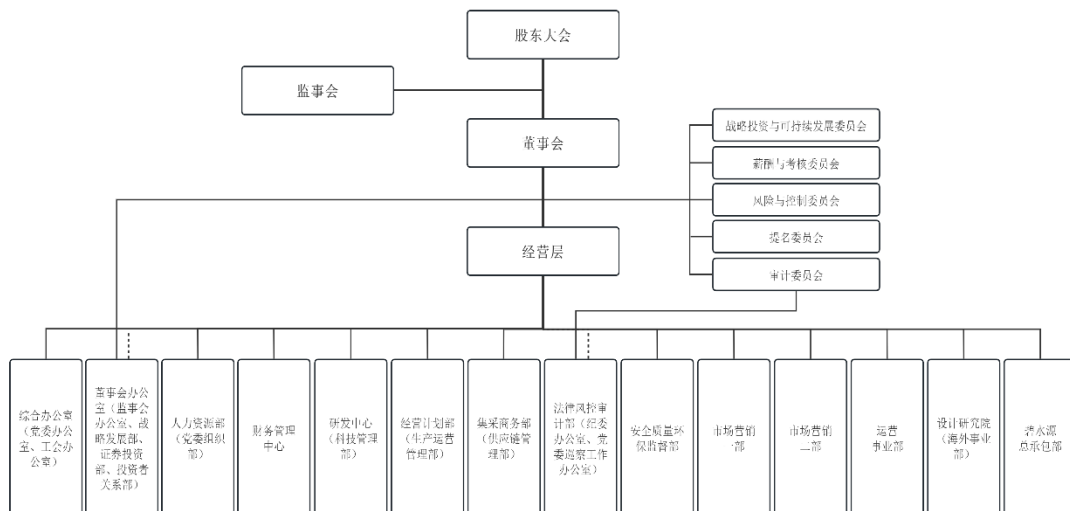 股东大会
监事会
董事会
战略投资与可持续发展委员会
薪酬与考核委员会
风险与控制委员会
提名委员会
审计委员会
经营层
综合办公室
（党委办公
室、工会办
公室）
董事会办公
室（监事会
办公室、战
略发展部、
证券投资
部、投资者
关系部）
人力资源部
（党委组织
部）
财务管理
中心
研发中心
（科技管理
部）
经营计划部
（生产运营
管理部）
集采商务部
（供应链管
理部）
法律风控审
计部（纪委
办公室、党
委巡察工作
办公室）
安全质量环
保监督部
市场营销
一部
市场营销
二部
运营
事业部
设计研究院
（海外事业
部）
碧水源
总承包部